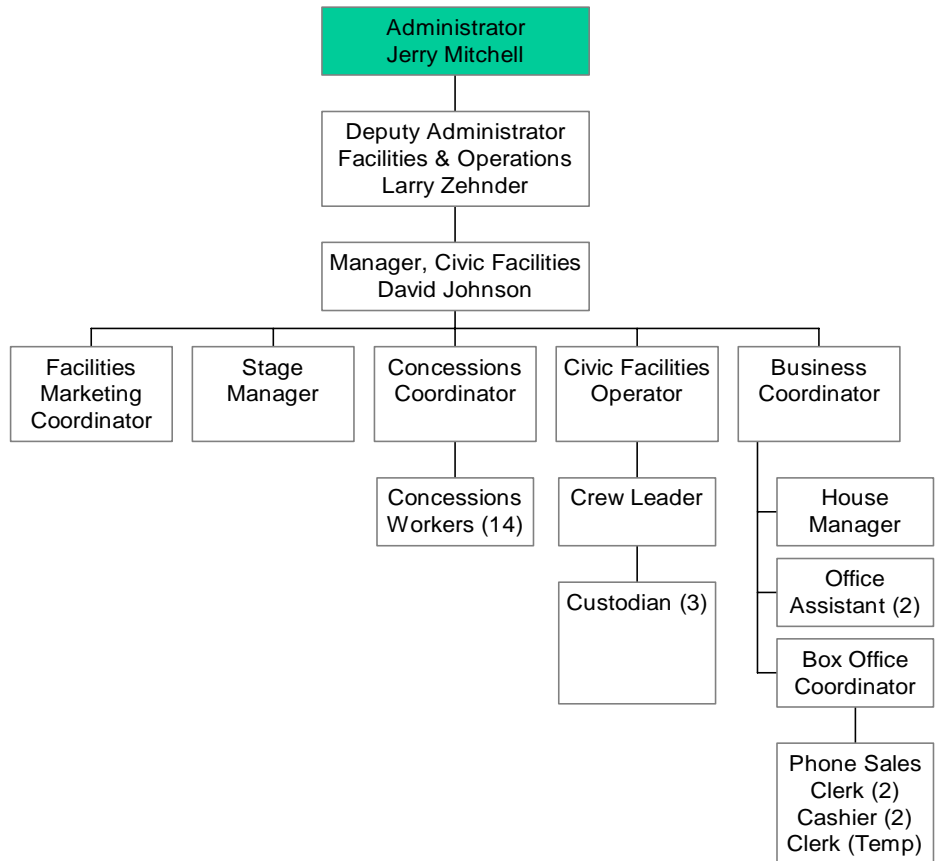 Administrator
Jerry Mitchell
Deputy Administrator
Facilities & Operations
Larry Zehnder
Manager, Civic Facilities
David Johnson
Facilities
Marketing
Coordinator
Stage
Manager
Concessions
Coordinator
Civic Facilities
Operator
Business
Coordinator
Concessions
Workers (14)
Crew Leader
Custodian (3)
House
Manager
Office
Assistant (2)
Box Office
Coordinator
Phone Sales
Clerk (2)
Cashier (2)
Clerk (Temp)